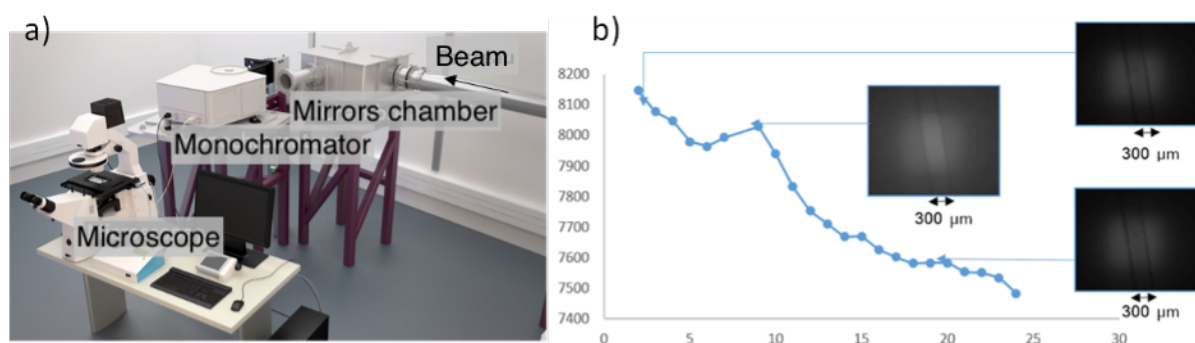 a)
Beam
Mirrors chamber
Monochromator
Microscope
b)
8200
8100
8000
7900
7800
7700
7600
7500
7400
0
5
10
15
20
25
30
300 µm
300 µm
300 µm